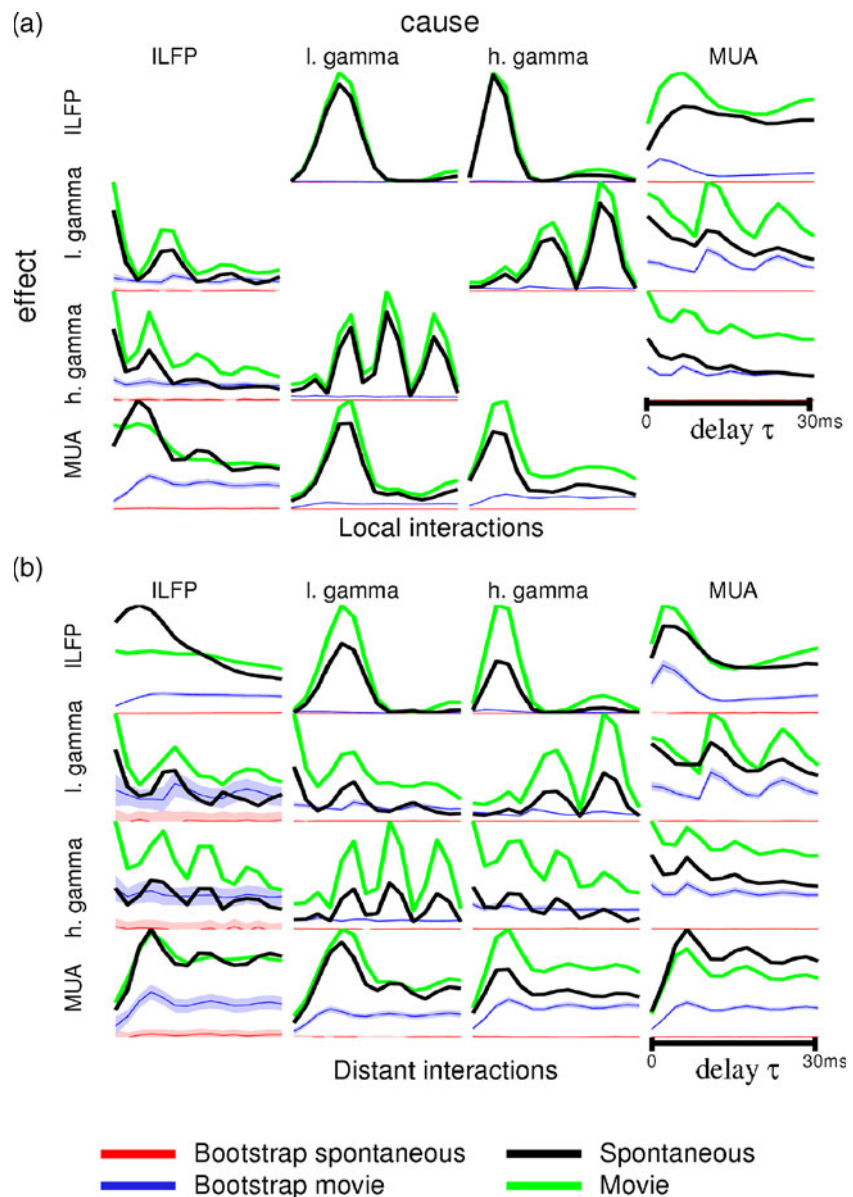 (a)
cause
lLFP l. gamma h. gamma MUA
effect
lLFP
l. gamma
h. gamma
MUA
0 30ms
delay τ
Local interactions
(b)
lLFP l. gamma h. gamma MUA
lLFP
l. gamma
h. gamma
MUA
0 30ms
delay τ
Distant interactions
Bootstrap spontaneous Spontaneous
Bootstrap movie Movie